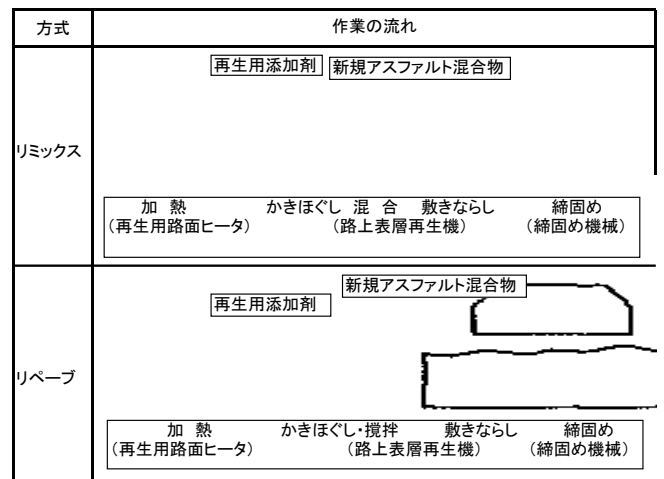 方式 作業の流れ
再生用添加剤 新規アスファルト混合物
リミックス
加 熱 かきほぐし 混 合 敷きならし 締固め
(再生用路面ヒータ) (路上表層再生機) (締固め機械)
新規アスファルト混合物
再生用添加剤
リペーブ
加 熱 かきほぐし・撹拌 敷きならし 締固め
(再生用路面ヒータ) (路上表層再生機) (締固め機械)